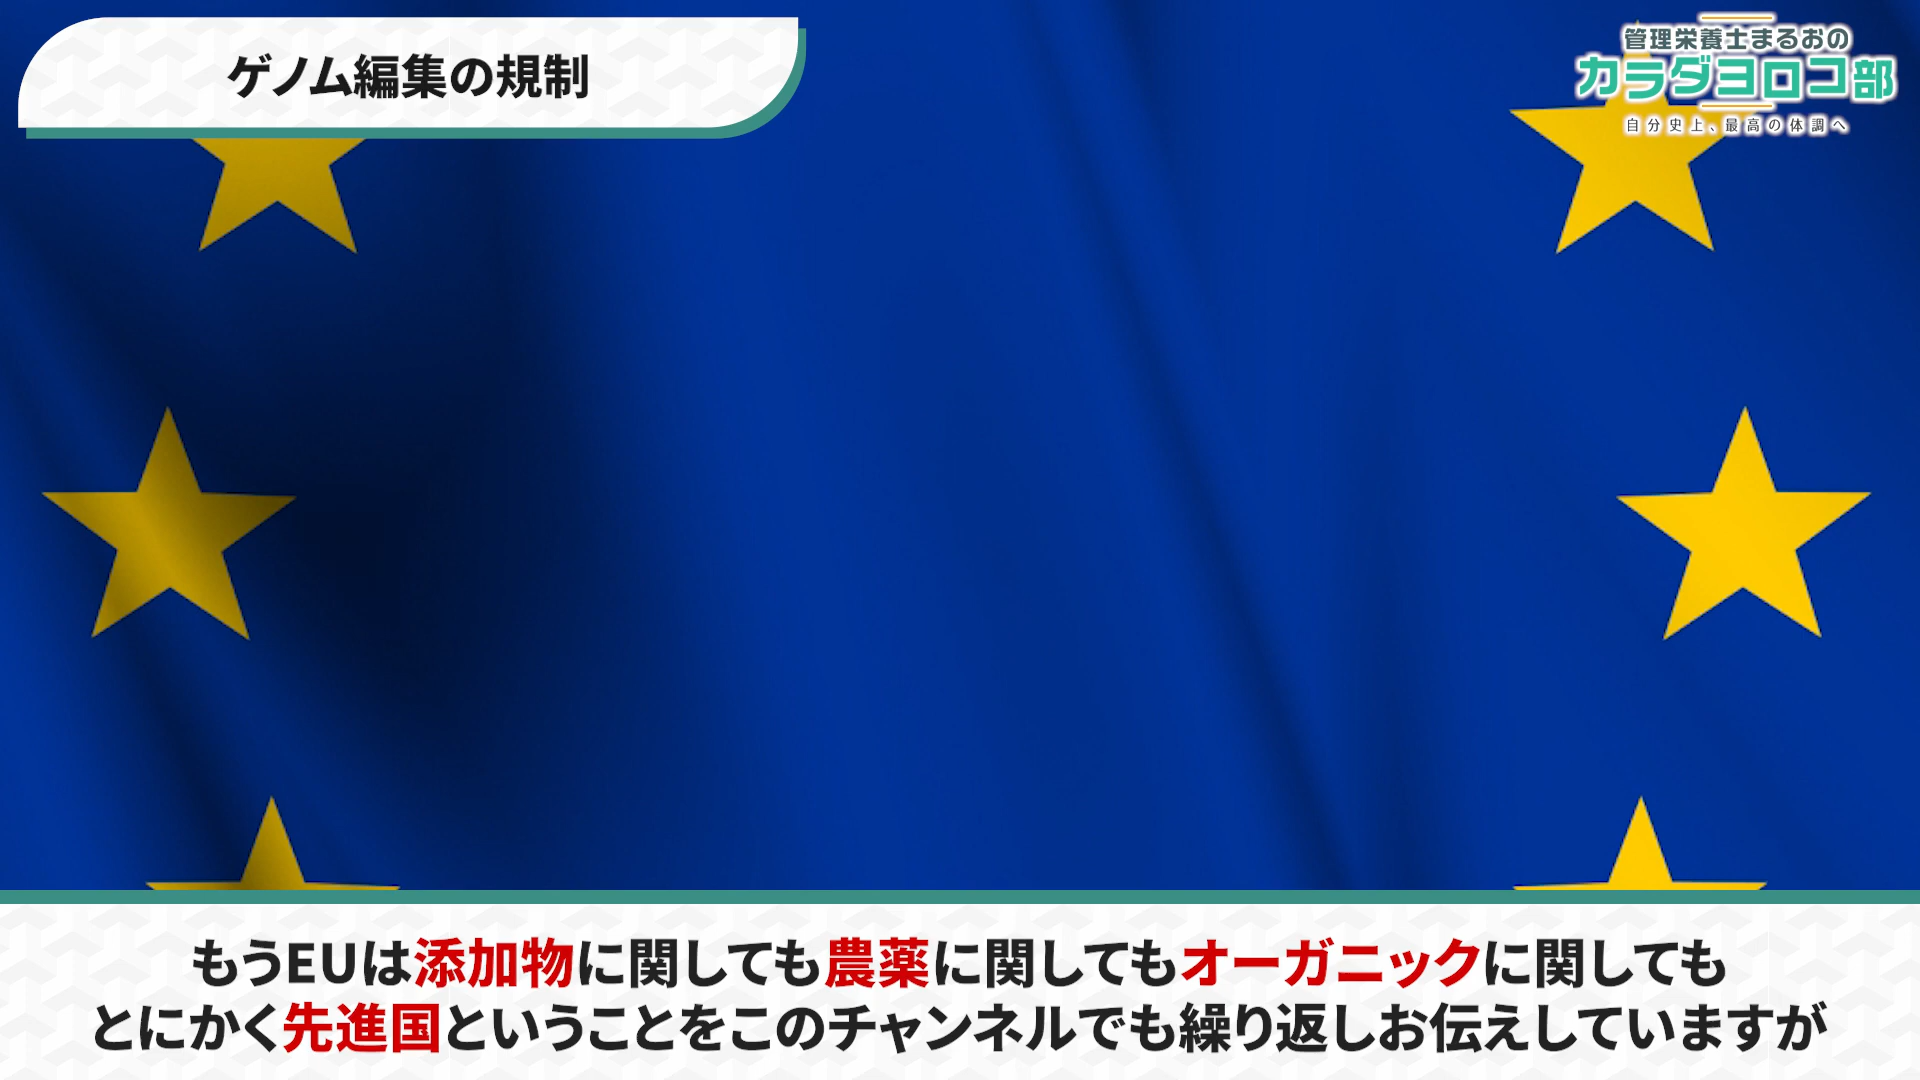 ゲノム編集の規制
管理栄養士まるおの
カラダヨロコ部
自分史上、最高の体調へ
もうEUは添加物に関しても農薬に関してもオーガニックに関しても
とにかく先進国ということをこのチャンネルでも繰り返しお伝えしていますが